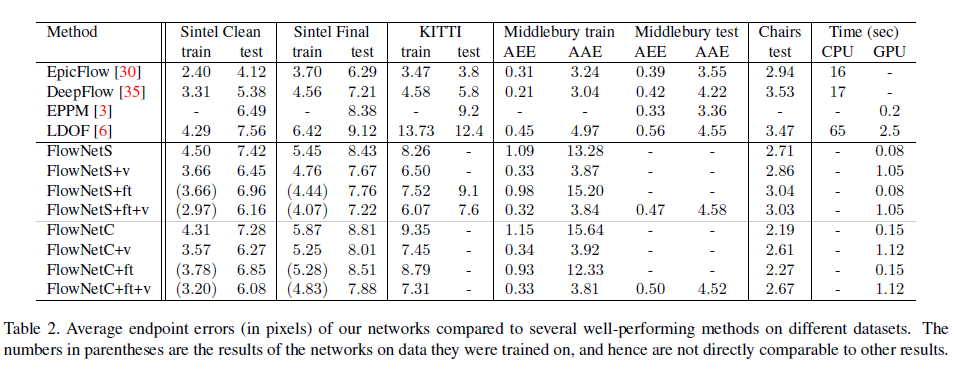 Method Sintel Clean Sintel Final KITTI Middlebury train Middlebury test Chairs Time (sec)
train test train test train test AEE AAE AEE AAE test CPU GPU
EpicFlow [30] 2.40 4.12 3.70 6.29 3.47 3.8 0.31 3.24 0.39 3.55 2.94 16 -
DeepFlow [35] 3.31 5.38 4.56 7.21 4.58 5.8 0.21 3.04 0.42 4.22 3.53 17 -
EPPM [3] - 6.49 - 8.38 - 9.2 - - 0.33 3.36 - - 0.2
LDOF [6] 4.29 7.56 6.42 9.12 13.73 12.4 0.45 4.97 0.56 4.55 3.47 65 2.5
FlowNetS 4.50 7.42 5.45 8.43 8.26 - 1.09 13.28 - - 2.71 - 0.08
FlowNetS+v 3.66 6.45 4.76 7.67 6.50 - 0.33 3.87 - - 2.86 - 1.05
FlowNetS+ft (3.66) 6.96 (4.44) 7.76 7.52 9.1 0.98 15.20 - - 3.04 - 0.08
FlowNetS+ft+v (2.97) 6.16 (4.07) 7.22 6.07 7.6 0.32 3.84 0.47 4.58 3.03 - 1.05
FlowNetC 4.31 7.28 5.87 8.81 9.35 - 1.15 15.64 - - 2.19 - 0.15
FlowNetC+v 3.57 6.27 5.25 8.01 7.45 - 0.34 3.92 - - 2.61 - 1.12
FlowNetC+ft (3.78) 6.85 (5.28) 8.51 8.79 - 0.93 12.33 - - 2.27 - 0.15
FlowNetC+ft+v (3.20) 6.08 (4.83) 7.88 7.31 - 0.33 3.81 0.50 4.52 2.67 - 1.12
Table 2. Average endpoint errors (in pixels) of our networks compared to several well-performing methods on different datasets. The
numbers in parentheses are the results of the networks on data they were trained on, and hence are not directly comparable to other results.